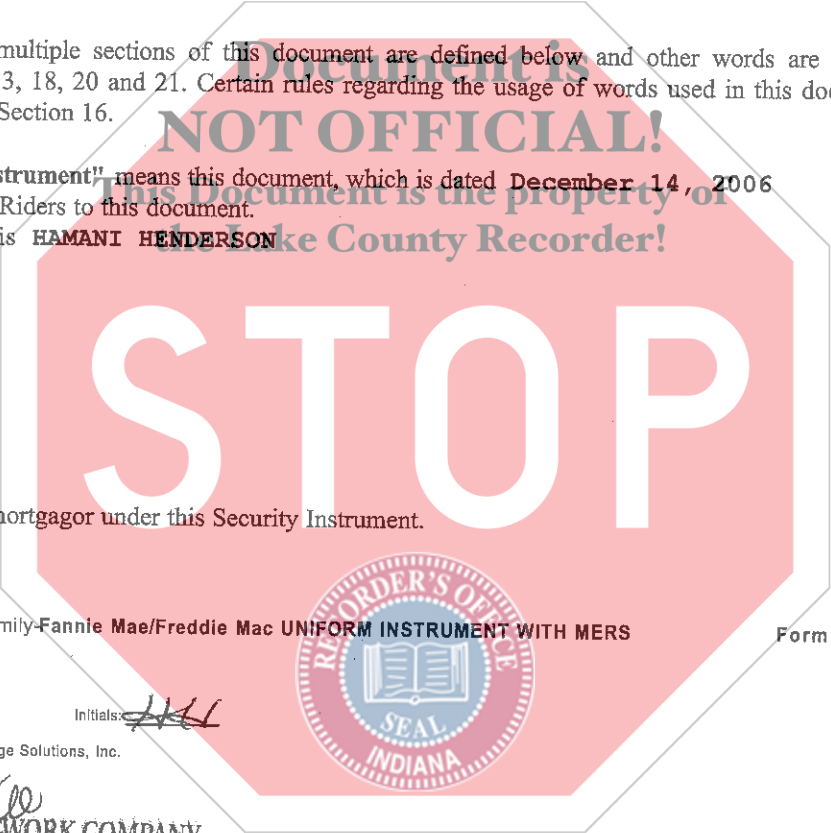 multiple sections of this document are defined below and other words are
3, 18, 20 and 21. Certain rules regarding the usage of words used in this doc
Section 16.
Document is
NOT OFFICIAL!
This Document is the property of
the Lake County Recorder!
strument" means this document, which is dated December 14, 2006
Riders to this document.
is HAMANI HENDERSON
STOP
mortgagor under this Security Instrument.
mily-Fannie Mae/Freddie Mac UNIFORM INSTRUMENT WITH MERS Form
RECORDER'S OFFICE
SEAL
INDIANA
Initials: HH
ge Solutions, Inc.
WORK COMPANY